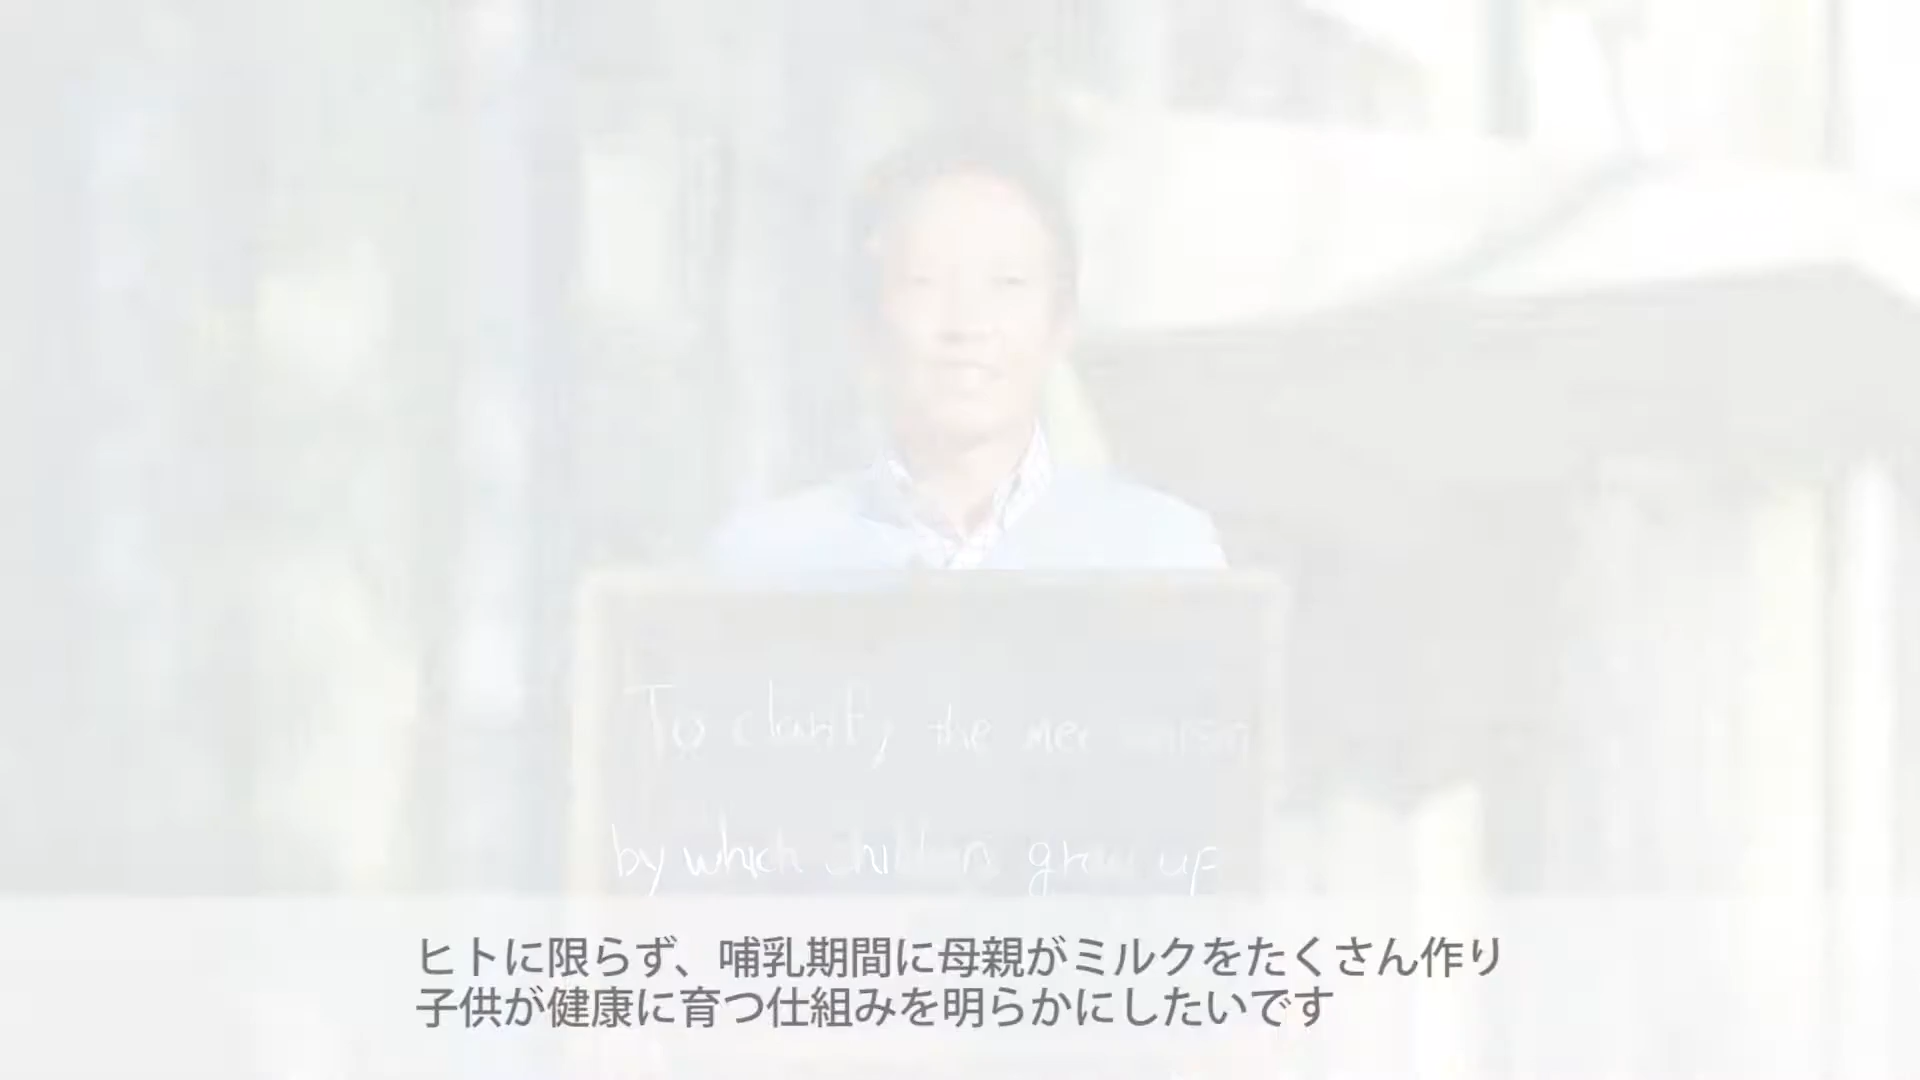 To clarify the mechanism
by which children grow up
ヒトに限らず、哺乳期間に母親がミルクをたくさん作り
子供が健康に育つ仕組みを明らかにしたいです